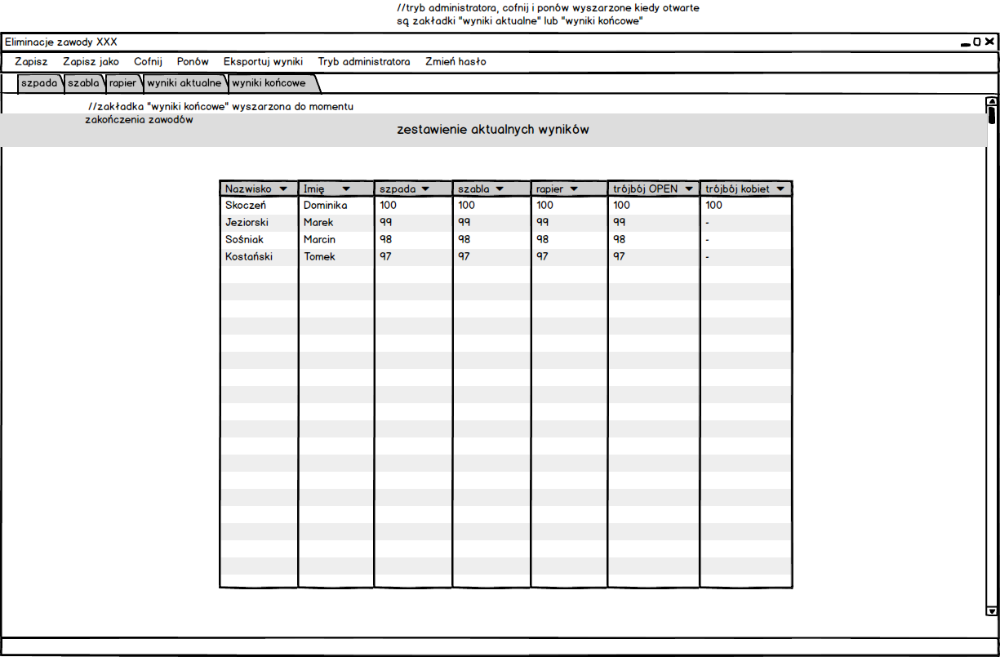 //tryb administratora, cofnij i ponów wyszarzone kiedy otwarte
są zakładki "wyniki aktualne" lub "wyniki końcowe"
Eliminacje zawody XXX
Zapisz Zapisz jako Cofnij Ponów Eksportuj wyniki Tryb administratora Zmień hasło
szpada szabla rapier wyniki aktualne wyniki końcowe
//zakładka "wyniki końcowe" wyszarzona do momentu
zakończenia zawodów
zestawienie aktualnych wyników
Nazwisko Imię szpada szabla rapier trójbój OPEN trójbój kobiet
Skoczeń Dominika 100 100 100 100 100
Jeziorski Marek 99 99 99 99 -
Sośniak Marcin 98 98 98 98 -
Kostański Tomek 97 97 97 97 -